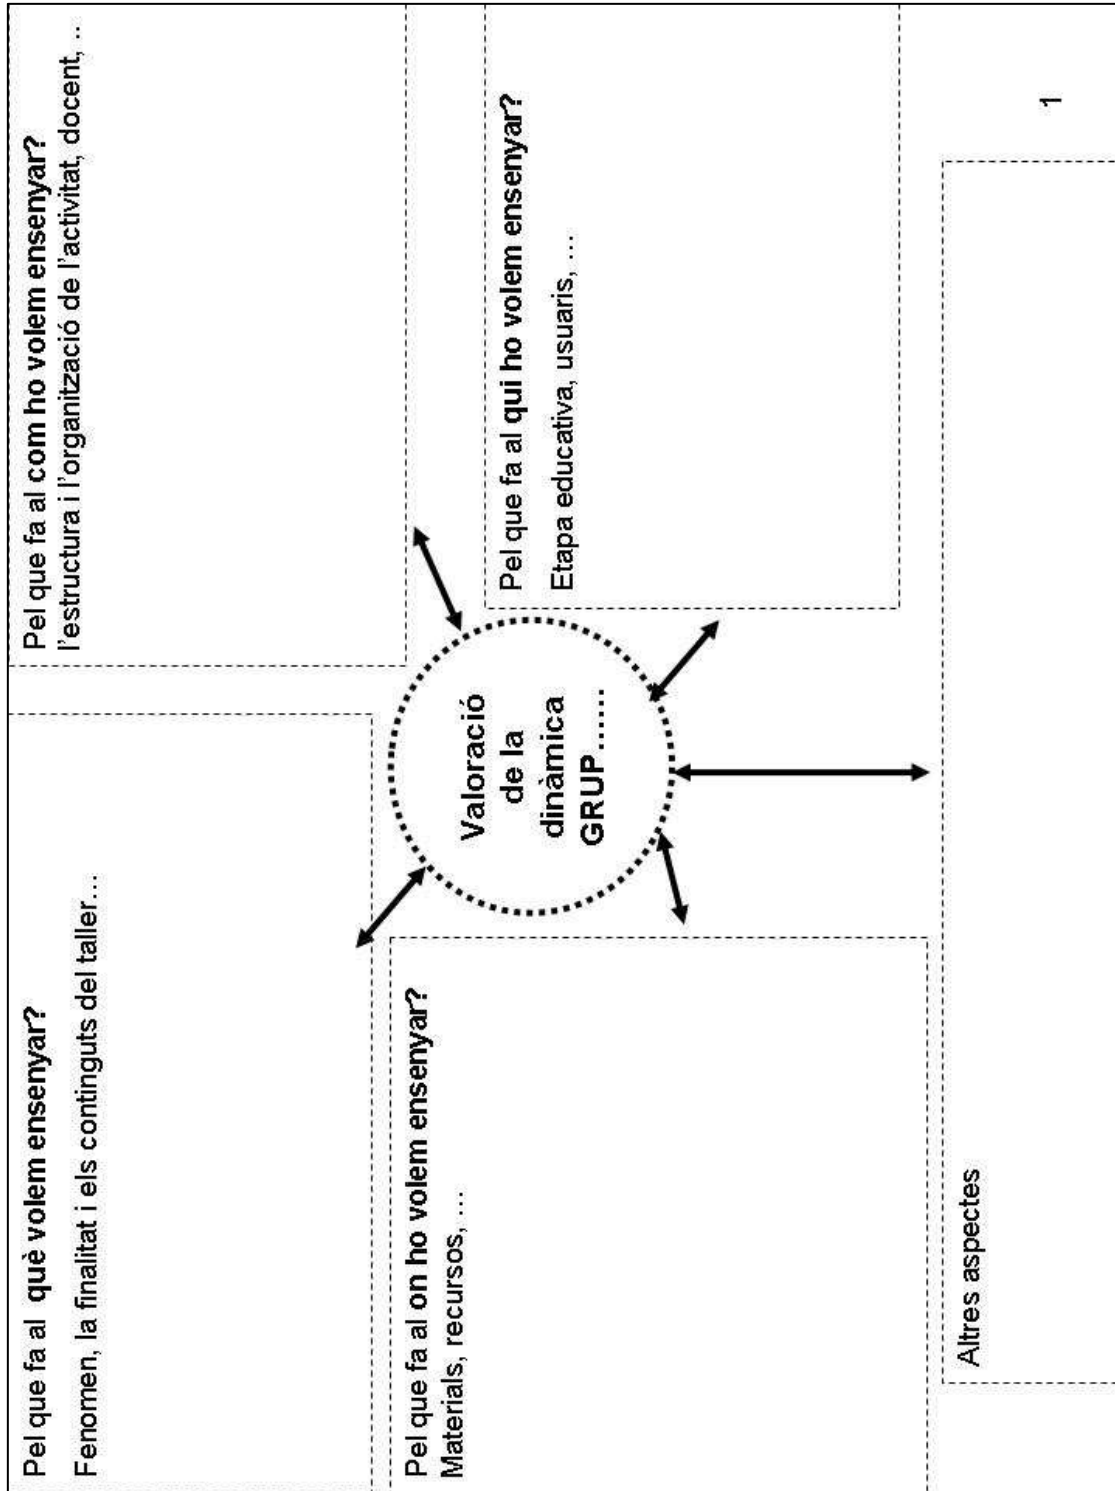 Pel que fa al  què volem ensenyar?
Fenomen, la finalitat i els continguts del taller…
Pel que fa al com ho volem ensenyar?
l'estructura i l'organització de l'activitat, docent, ..
Valoració
de la
dinàmica
GRUP……
Pel que fa al on ho volem ensenyar?
Materials, recursos, …
Pel que fa al qui ho volem ensenyar?
Etapa educativa, usuaris, …
Altres aspectes
1